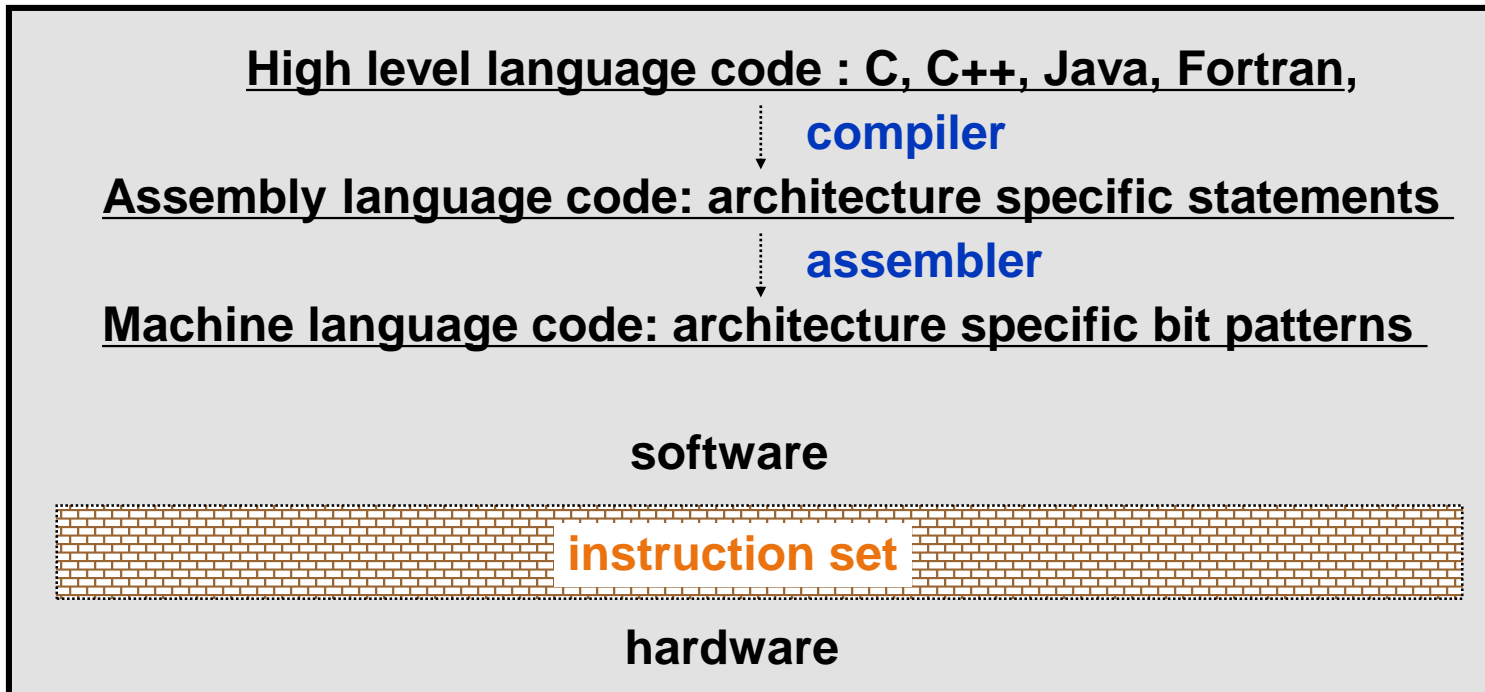 High level language code : C, C++, Java, Fortran,
compiler
Assembly language code: architecture specific statements
assembler
Machine language code: architecture specific bit patterns
software
instruction set
hardware